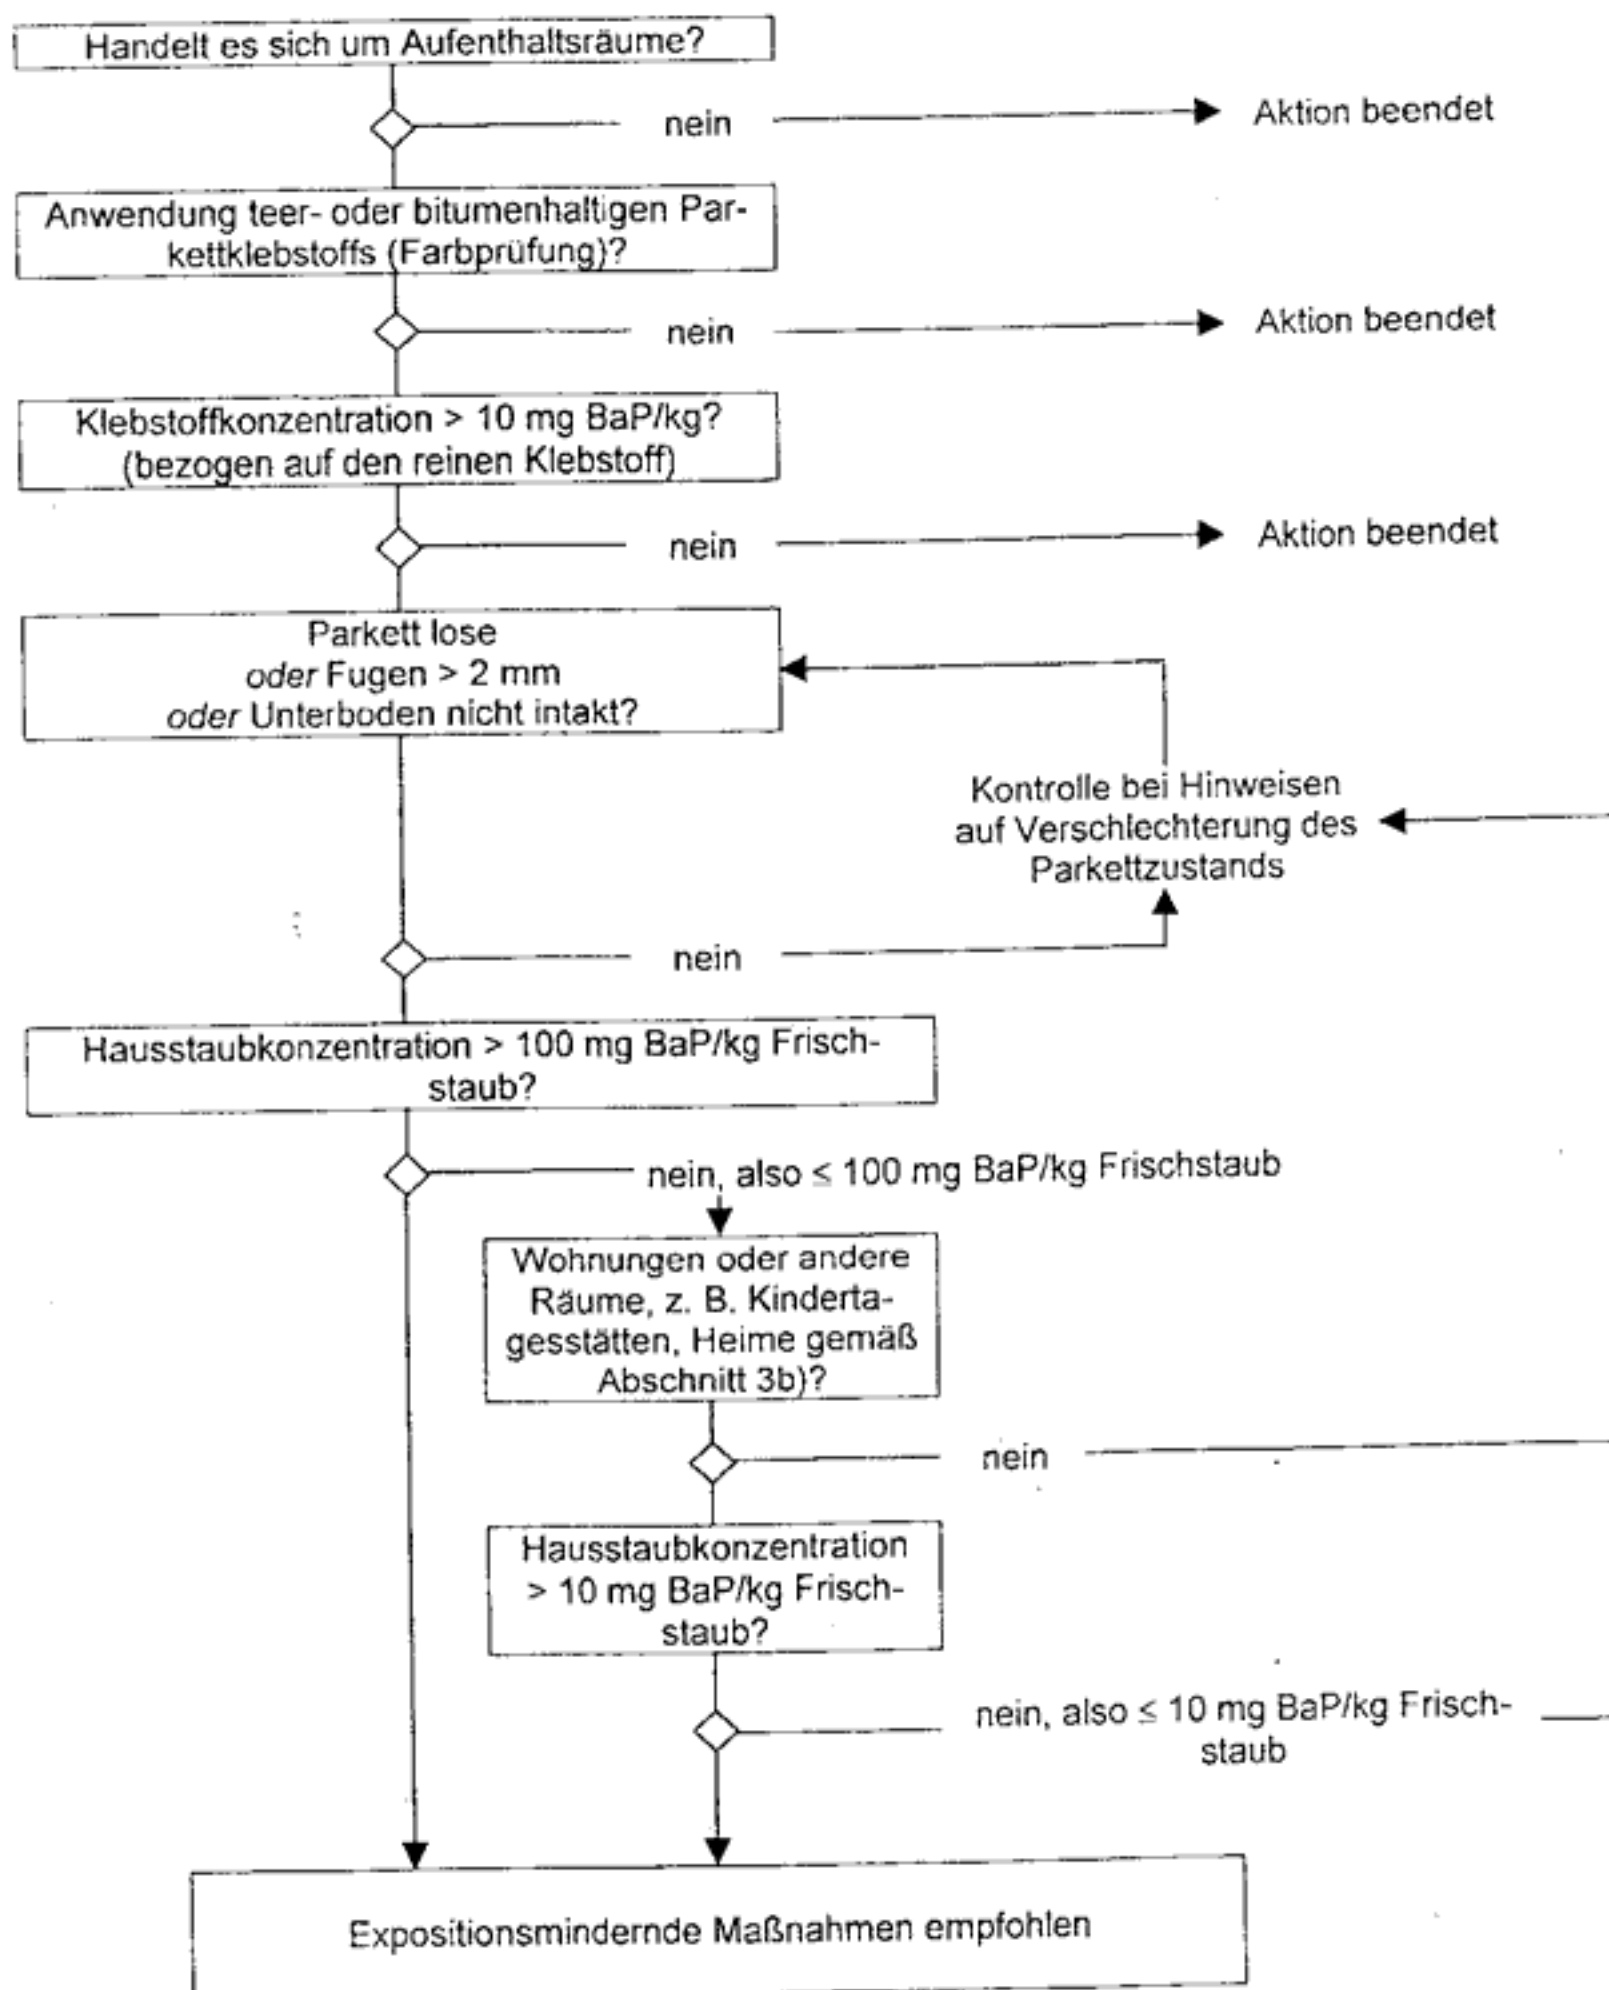 Handelt es sich um Aufenthaltsräume?
nein
Aktion beendet
Anwendung teer- oder bitumenhaltigen Par-
kettklebstoffs (Farbprüfung)?
nein
Aktion beendet
Klebstoffkonzentration > 10 mg BaP/kg?
(bezogen auf den reinen Klebstoff)
nein
Aktion beendet
Parkett lose
oder Fugen > 2 mm
oder Unterboden nicht intakt?
Kontrolle bei Hinweisen
auf Verschlechterung des
Parkettzustands
nein
Hausstaubkonzentration > 100 mg BaP/kg Frisch-
staub?
nein, also ≤ 100 mg BaP/kg Frischstaub
Wohnungen oder andere
Räume, z. B. Kinderta-
gesstätten, Heime gemäß
Abschnitt 3b)?
nein
Hausstaubkonzentration
> 10 mg BaP/kg Frisch-
staub?
nein, also ≤ 10 mg BaP/kg Frisch-
staub
Expositionsmindernde Maßnahmen empfohlen